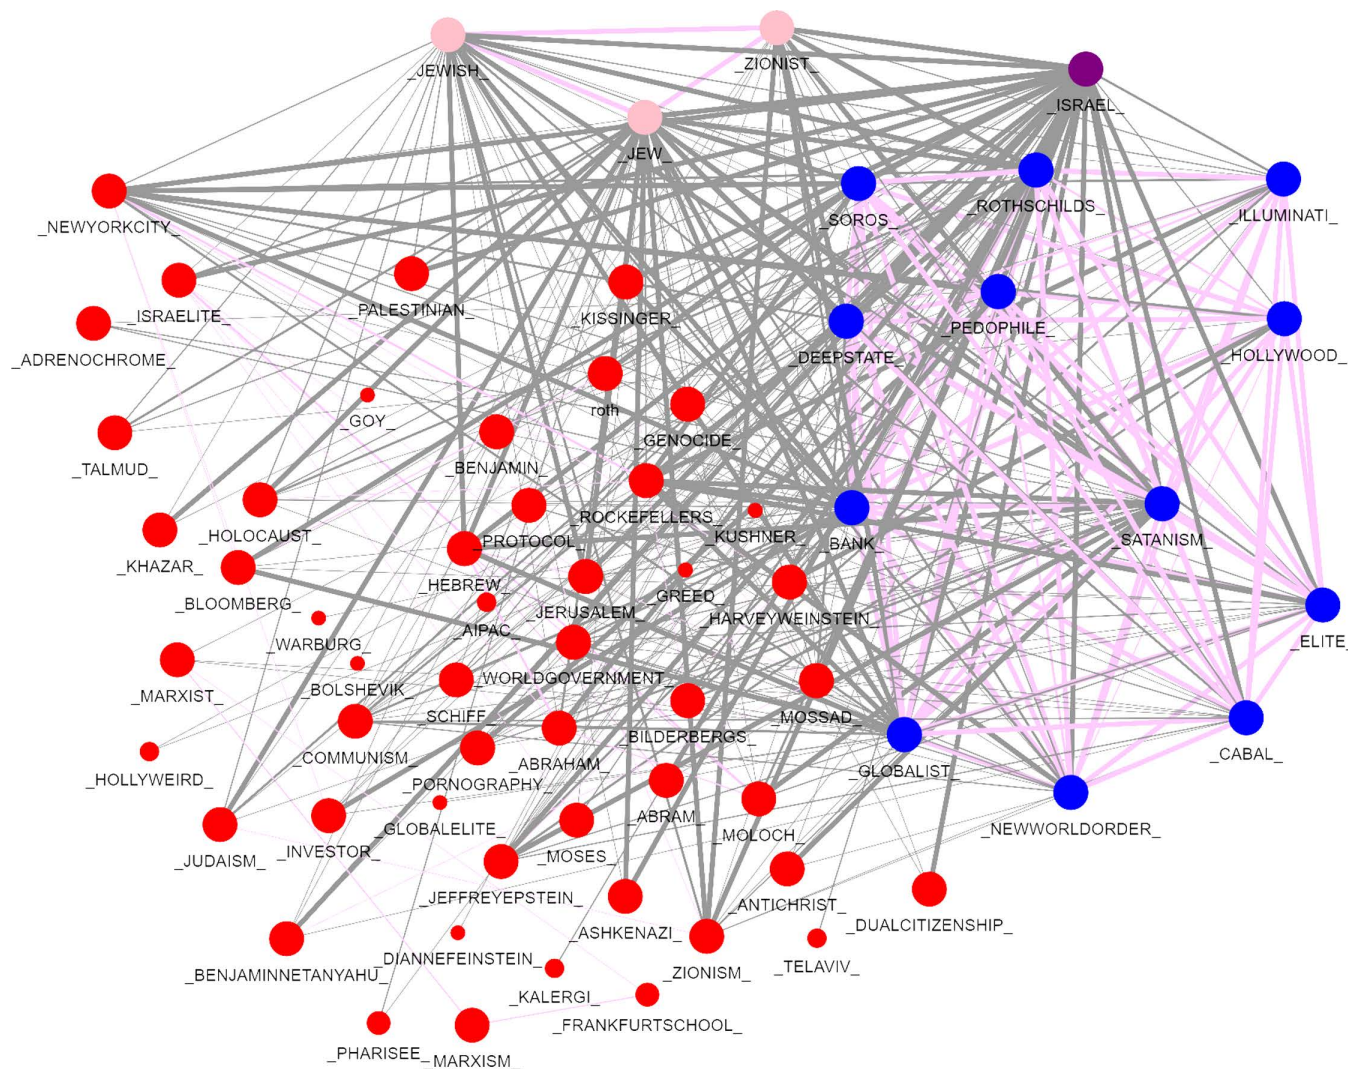 _JEWISH_
_ZIONIST_
_ISRAEL_
_JEW_
_NEWYORKCITY_
_SOROS_
_ROTHSCHILDS_
_ILLUMINATI_
_ISRAELITE_
_PALESTINIAN_
_KISSINGER_
_ADRENOCHROME_
_DEEPSTATE_
_PEDOPHILE_
_HOLLYWOOD_
_GOY_
roth
_GENOCIDE_
_TALMUD_
_BENJAMIN_
_HOLOCAUST_
_PROTOCOL_
_ROCKEFELLERS_
_KUSHNER_
_BANK_
_SATANISM_
_KHAZAR_
_BLOOMBERG_
_HEBREW_
_JERUSALEM_
_GREED_
_HARVEYWEINSTEIN_
_WARBURG_
_AIPAC_
_ELITE_
_MARXIST_
_BOLSHEVIK_
_SCHIFF_
_WORLDGOVERNMENT_
_BILDERBERGS_
_MOSSAD_
_HOLLYWEIRD_
_COMMUNISM_
_PORNOGRAPHY_
_ABRAHAM_
_GLOBALIST_
_CABAL_
_JUDAISM_
_INVESTOR_
_GLOBALELITE_
_MOSES_
_ABRAM_
_MOLOCH_
_NEWWORLDORDER_
_JEFFREYEPSTEIN_
_ASHKENAZI_
_ANTICHRIST_
_DUALCITIZENSHIP_
_BENJAMINNETANYAHU_
_DIANNEFEINSTEIN_
_ZIONISM_
_TELAVIV_
_KALERGI_
_FRANKFURTSCHOOL_
_PHARISEE_
_MARXISM_